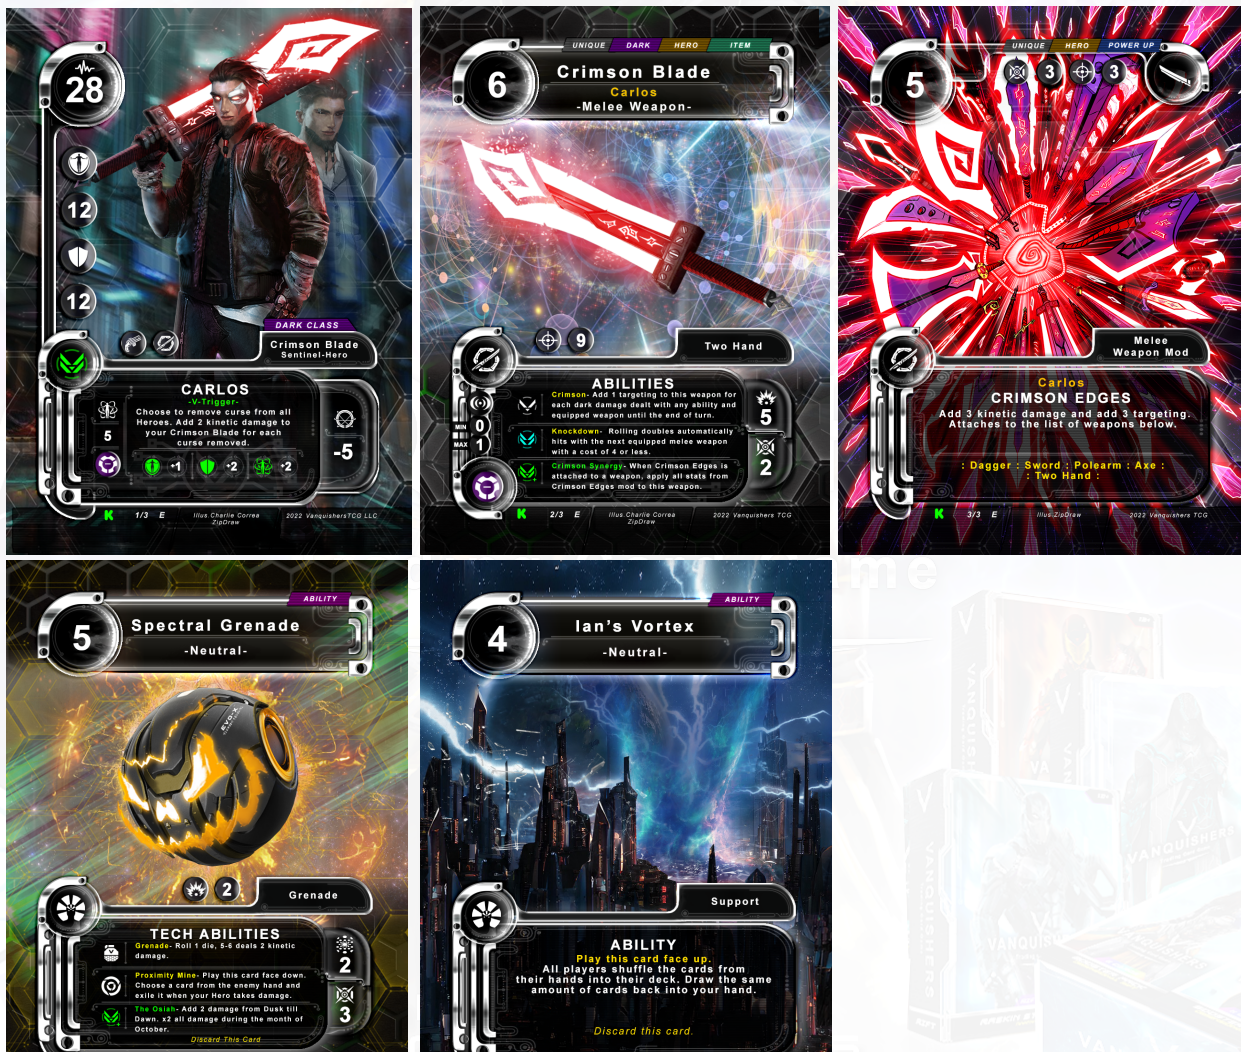 28
12
12
DARK CLASS
Crimson Blade
Sentinel-Hero
CARLOS
-V-Trigger-
Choose to remove curse from all
Heroes. Add 2 kinetic damage to
your Crimson Blade for each
curse removed.
5
+1
+2
+2
-5
K 1/3 E
Illus.Charlie Correa
ZipDraw
2022 VanquishersTCG LLC
UNIQUE DARK HERO ITEM
6
Crimson Blade
Carlos
-Melee Weapon-
9
Two Hand
ABILITIES
Crimson- Add 1 targeting to this weapon for
each dark damage dealt with any ability and
equipped weapon until the end of turn.
MIN 0
MAX 1
Knockdown- Rolling doubles automatically
hits with the next equipped melee weapon
with a cost of 4 or less.
Crimson Synergy- When Crimson Edges is
attached to a weapon, apply all stats from
Crimson Edges mod to this weapon.
5
2
K 2/3 E
Illus.Charlie Correa
ZipDraw
2022 Vanquishers TCG
UNIQUE HERO POWER UP
5
3
3
Melee
Weapon Mod
Carlos
CRIMSON EDGES
Add 3 kinetic damage and add 3 targeting.
Attaches to the list of weapons below.
: Dagger : Sword : Polearm : Axe :
: Two Hand :
K 3/3 E
Illus.ZipDraw
2022 Vanquishers TCG
ABILITY
5
Spectral Grenade
-Neutral-
EVO-X
2
Grenade
TECH ABILITIES
Grenade- Roll 1 die, 5-6 deals 2 kinetic
damage.
Proximity Mine- Play this card face down.
Choose a card from the enemy hand and
exile it when your Hero takes damage.
The Osiah- Add 2 damage from Dusk till
Dawn. x2 all damage during the month of
October.
Discard This Card
2
3
ABILITY
4
Ian's Vortex
-Neutral-
Support
ABILITY
Play this card face up.
All players shuffle the cards from
their hands into their deck. Draw the same
amount of cards back into your hand.
Discard this card.
me
VANQUISHERS
VANQUISHERS